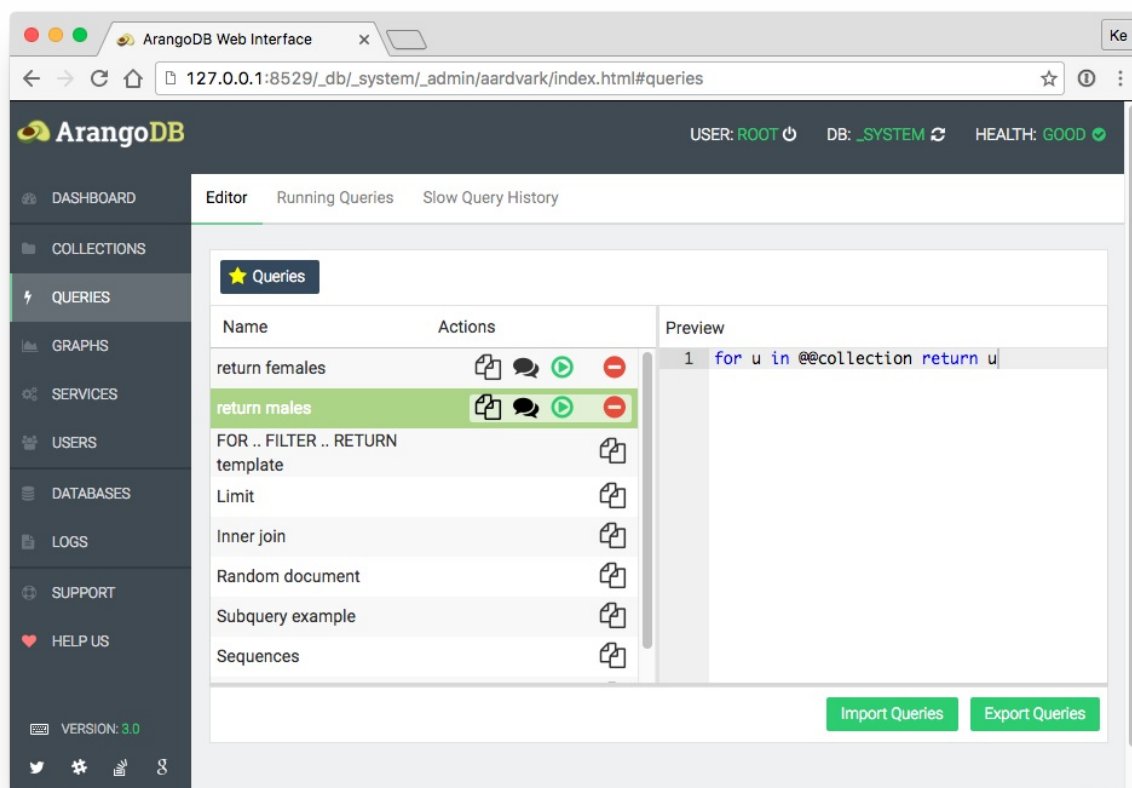 ArangoDB Web Interface
Ke
127.0.0.1:8529/_db/_system/_admin/aardvark/index.html#queries
ArangoDB
USER: ROOT DB: _SYSTEM HEALTH: GOOD
DASHBOARD
COLLECTIONS
QUERIES
GRAPHS
SERVICES
USERS
DATABASES
LOGS
SUPPORT
HELP US
VERSION: 3.0
Editor Running Queries Slow Query History
Queries
Name Actions
return females
return males
FOR .. FILTER .. RETURN
template
Limit
Inner join
Random document
Subquery example
Sequences
Preview
1 for u in @@collection return u
Import Queries Export Queries